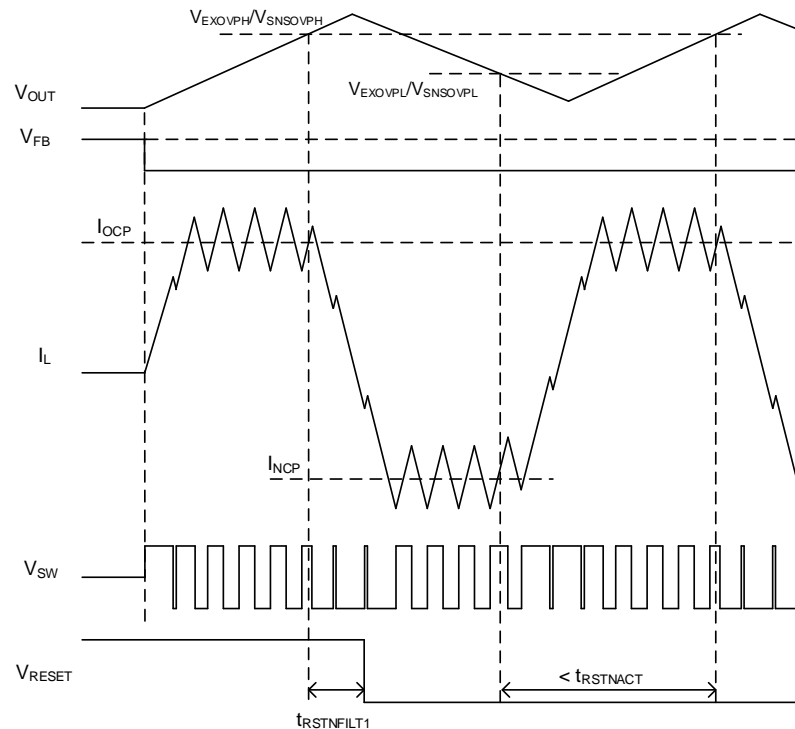 VEXOVPH/VSNSOVPH
VEXOVPL/VSNSOVPL
VOUT
VFB
IOCP
IL
INCP
VSW
VRESET
< tRSTNACT
tRSTNFILT1